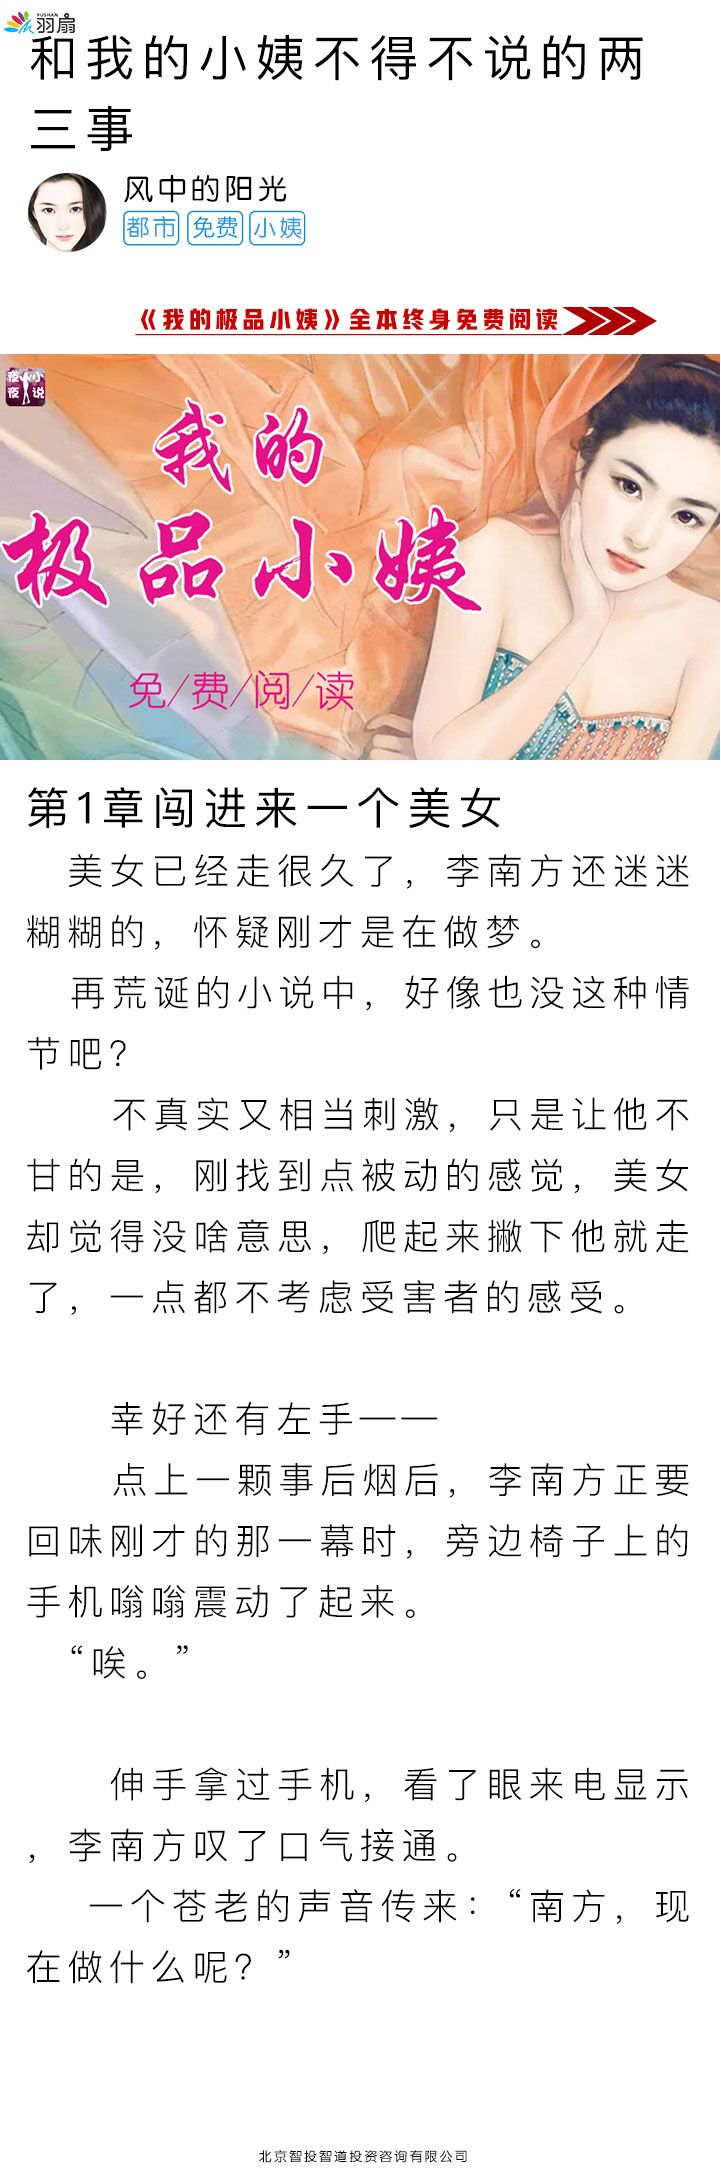 YUSHAN
羽扇
和我的小姨不得不说的两
三事
风中的阳光
都市 免费 小姨
《我的极品小姨》全本终身免费阅读
夜小
夜说
我的
极品小姨
免/费/阅/读
第1章闯进来一个美女
美女已经走很久了，李南方还迷迷
糊糊的，怀疑刚才是在做梦。
再荒诞的小说中，好像也没这种情
节吧？
不真实又相当刺激，只是让他不
甘的是，刚找到点被动的感觉，美女
却觉得没啥意思，爬起来撇下他就走
了，一点都不考虑受害者的感受。
幸好还有左手——
点上一颗事后烟后，李南方正要
回味刚才的那一幕时，旁边椅子上的
手机嗡嗡震动了起来。
“唉。”
伸手拿过手机，看了眼来电显示
，李南方叹了口气接通。
一个苍老的声音传来：“南方，现
在做什么呢？”
北京智投智道投资咨询有限公司